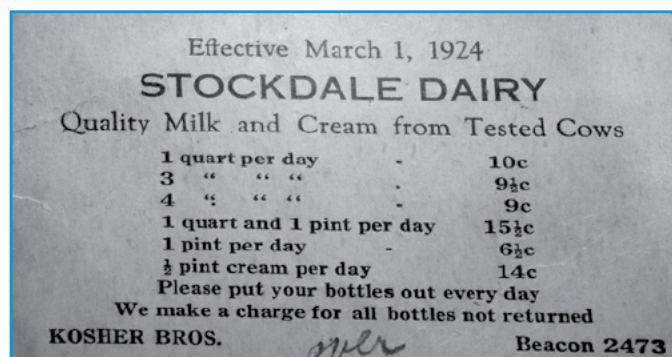 Effective March 1, 1924
STOCKDALE DAIRY
Quality Milk and Cream from Tested Cows
1 quart per day - 10c
3 “ “ “ . 9½c
4 “ “ “ - 9c
1 quart and 1 pint per day 15½c
1 pint per day - 6½c
½ pint cream per day 14c
Please put your bottles out every day
We make a charge for all bottles not returned
KOSHER BROS. Beacon 2473